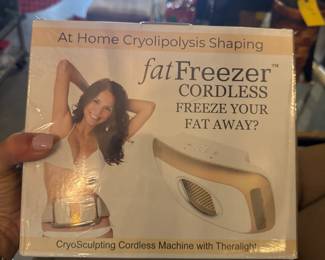 At Home Cryolipolysis Shaping
fatFreezer™
CORDLESS
FREEZE YOUR
FAT AWAY?
CryoSculpting Cordless Machine with Theralight